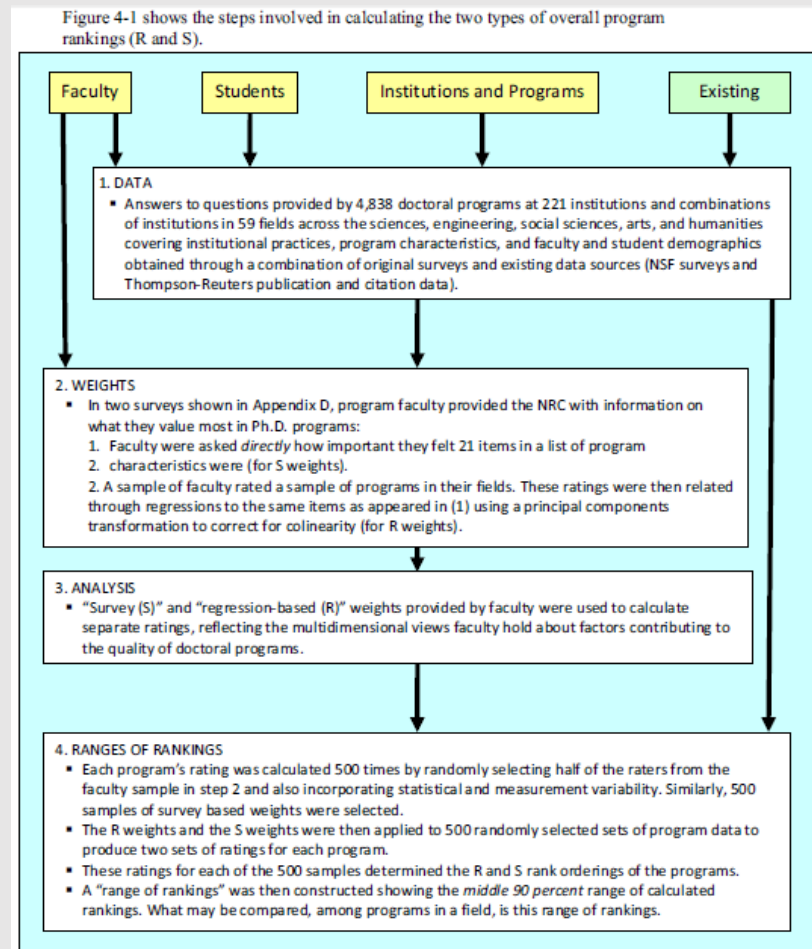 Figure 4-1 shows the steps involved in calculating the two types of overall program
rankings (R and S).
Faculty
Students
Institutions and Programs
Existing
1. DATA
▪ Answers to questions provided by 4,838 doctoral programs at 221 institutions and combinations
of institutions in 59 fields across the sciences, engineering, social sciences, arts, and humanities
covering institutional practices, program characteristics, and faculty and student demographics
obtained through a combination of original surveys and existing data sources (NSF surveys and
Thompson-Reuters publication and citation data).
2. WEIGHTS
▪ In two surveys shown in Appendix D, program faculty provided the NRC with information on
what they value most in Ph.D. programs:
1. Faculty were asked directly how important they felt 21 items in a list of program
2. characteristics were (for S weights).
2. A sample of faculty rated a sample of programs in their fields. These ratings were then related
through regressions to the same items as appeared in (1) using a principal components
transformation to correct for colinearity (for R weights).
3. ANALYSIS
▪ "Survey (S)" and "regression-based (R)" weights provided by faculty were used to calculate
separate ratings, reflecting the multidimensional views faculty hold about factors contributing to
the quality of doctoral programs.
4. RANGES OF RANKINGS
▪ Each program's rating was calculated 500 times by randomly selecting half of the raters from the
faculty sample in step 2 and also incorporating statistical and measurement variability. Similarly, 500
samples of survey based weights were selected.
▪ The R weights and the S weights were then applied to 500 randomly selected sets of program data to
produce two sets of ratings for each program.
▪ These ratings for each of the 500 samples determined the R and S rank orderings of the programs.
▪ A "range of rankings" was then constructed showing the middle 90 percent range of calculated
rankings. What may be compared, among programs in a field, is this range of rankings.